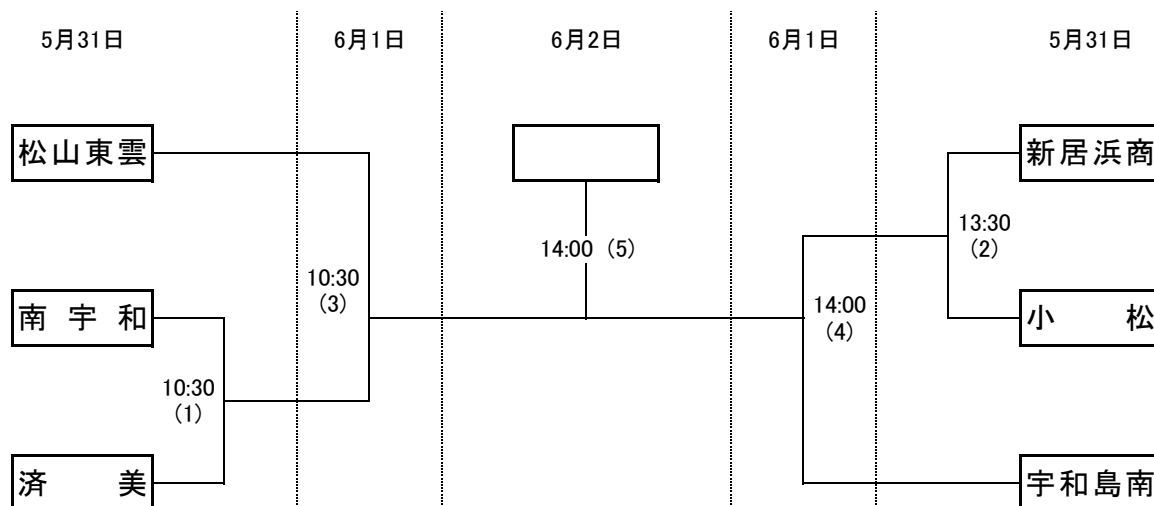 5月31日 6月1日 6月2日 6月1日 5月31日
松山東雲 新居浜商
13:30
(2)
14:00 (5)
10:30
(3)
14:00
(4)
南宇和 小松
10:30
(1)
済美 宇和島南